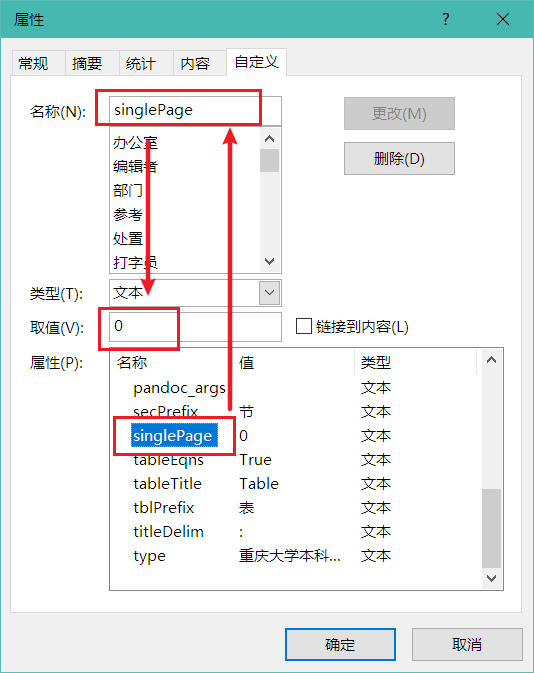 属性
?
常规 摘要 统计 内容 自定义
名称(N): singlePage 更改(M)
办公室
编辑者
部门
参考
处置
打字员
删除(D)
类型(T): 文本
取值(V): 0 链接到内容(L)
属性(P): 名称 值 类型
pandoc_args 文本
secPrefix 节 文本
singlePage 0 文本
tableEqns True 文本
tableTitle Table 文本
tblPrefix 表 文本
titleDelim : 文本
type 重庆大学本科... 文本
确定 取消